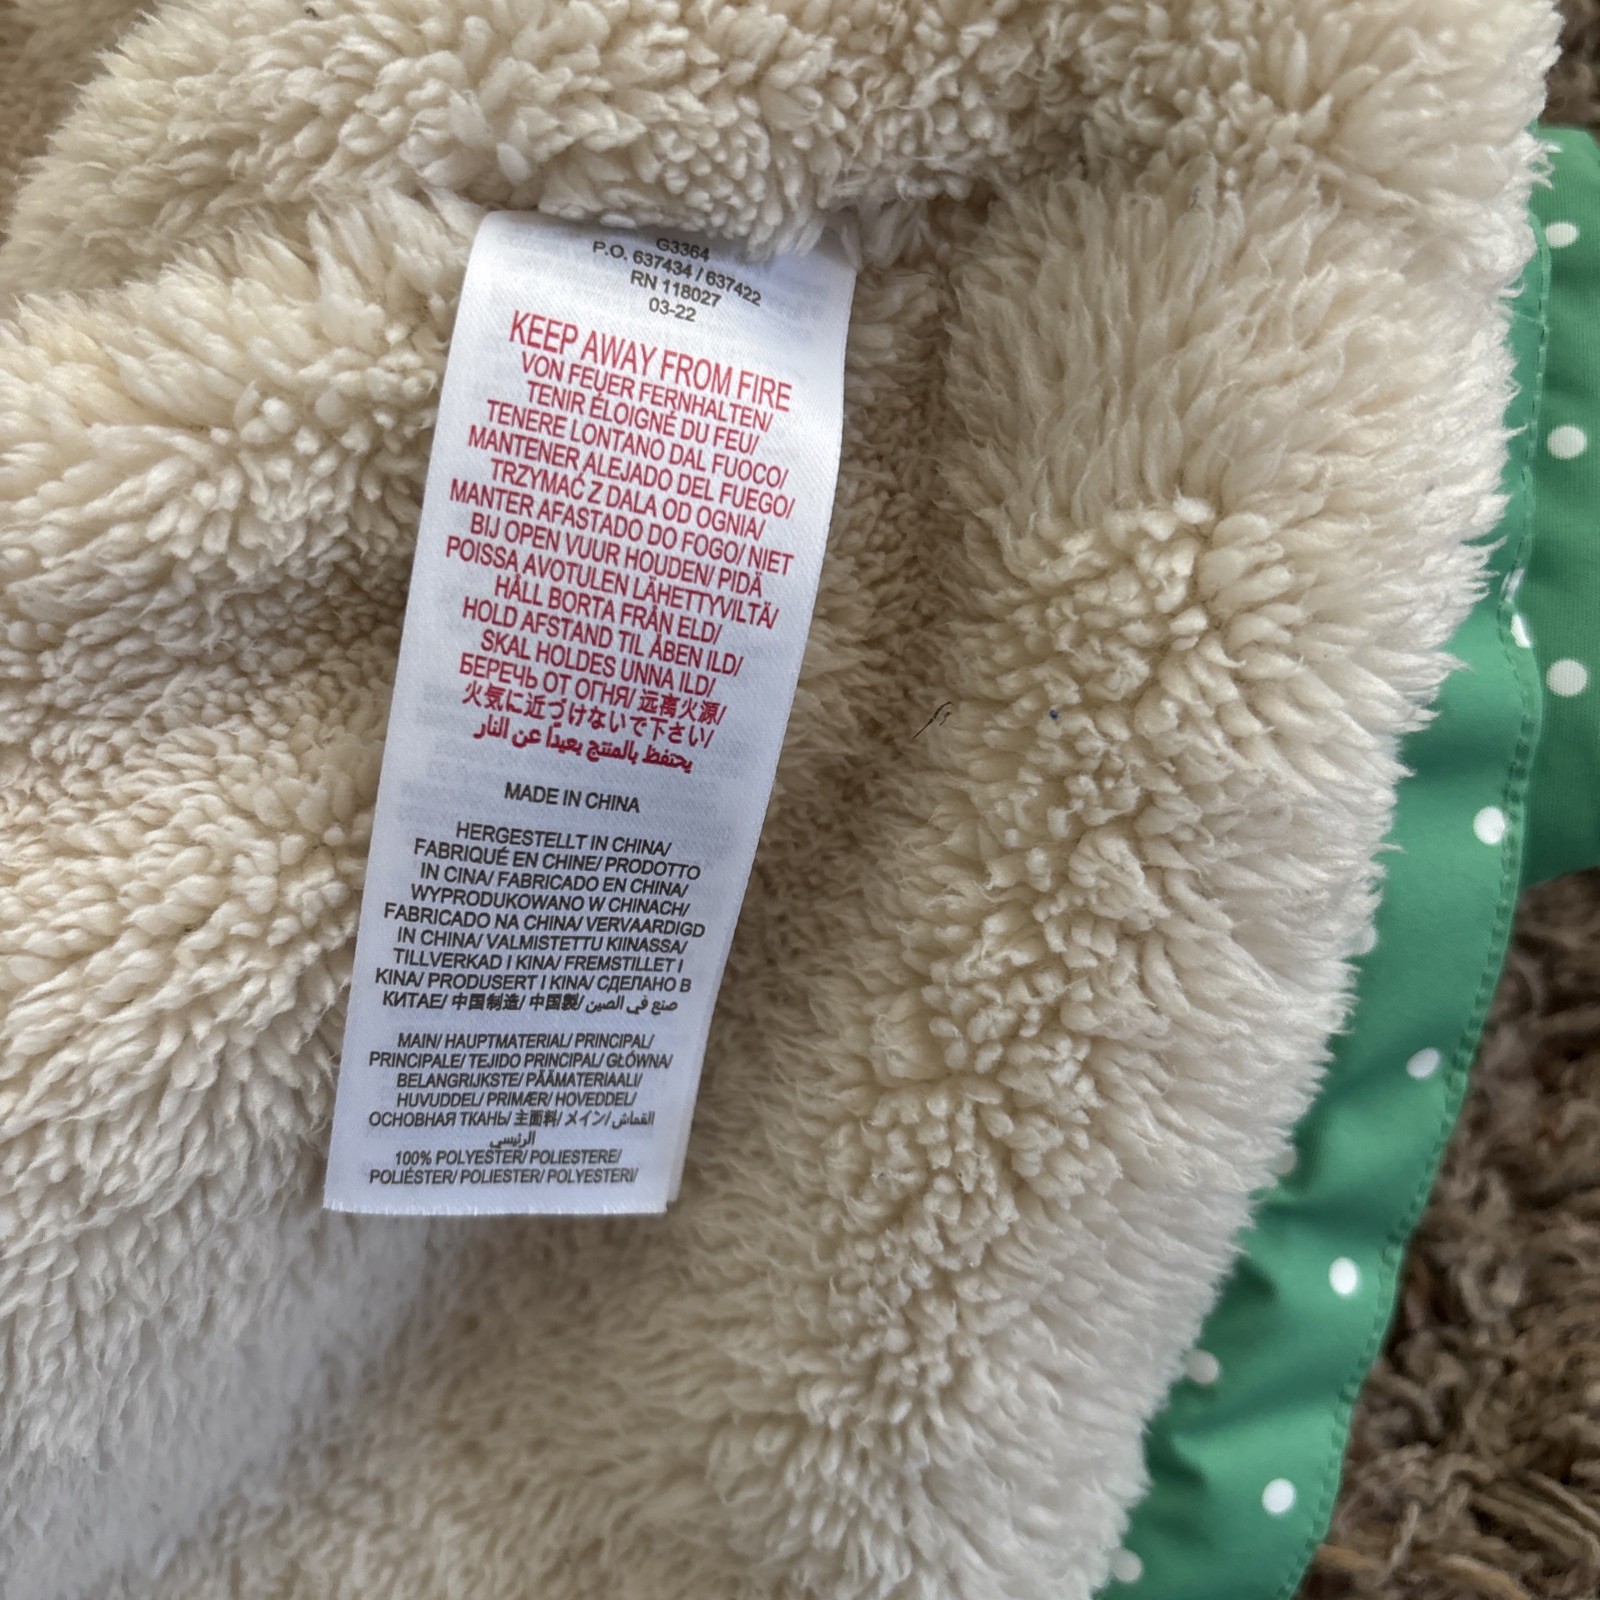 G3364
P.O. 637434 / 637422
RN 118027
03-22
KEEP AWAY FROM FIRE
VON FEUER FERNHALTEN/
TENIR ÉLOIGNÉ DU FEU/
TENERE LONTANO DAL FUOCO/
MANTENER ALEJADO DEL FUEGO/
TRZYMAĆ Z DALA OD OGNIA/
MANTER AFASTADO DO FOGO/ NIET
BIJ OPEN VUUR HOUDEN/ PIDÄ
POISSA AVOTULEN LÄHETTYVILTÄ/
HÅLL BORTA FRÅN ELD/
HOLD AFSTAND TIL ÅBEN ILD/
SKAL HOLDES UNNA ILD/
БЕРЕЧЬ ОТ ОГНЯ/ 远离火源/
火気に近づけないで下さい/
يحتفظ بالمنتج بعيدًا عن النار
MADE IN CHINA
HERGESTELLT IN CHINA/
FABRIQUÉ EN CHINE/ PRODOTTO
IN CINA/ FABRICADO EN CHINA/
WYPRODUKOWANO W CHINACH/
FABRICADO NA CHINA/ VERVAARDIGD
IN CHINA/ VALMISTETTU KIINASSA/
TILLVERKAD I KINA/ FREMSTILLET I
KINA/ PRODUSERT I KINA/ СДЕЛАНО В
КИТАЕ/ 中国制造/ 中国製/ صنع في الصين
MAIN/ HAUPTMATERIAL/ PRINCIPAL/
PRINCIPALE/ TEJIDO PRINCIPAL/ GŁÓWNA/
BELANGRIJKSTE/ PÄÄMATERIAALI/
HUVUDDEL/ PRIMÆR/ HOVEDDEL/
ОСНОВНАЯ ТКАНЬ/ 主面料/ メイン/ القماش
الرئيسي
100% POLYESTER/ POLIESTERE/
POLIÉSTER/ POLIESTER/ POLYESTERI/